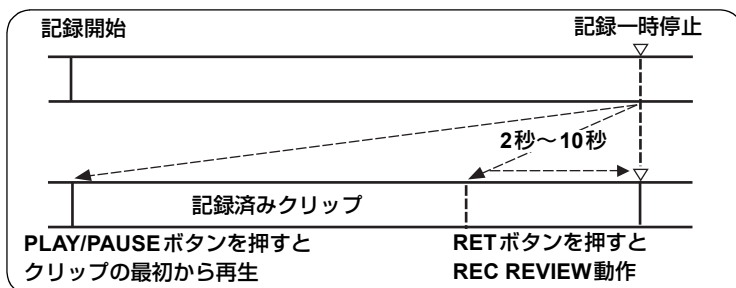 記録開始
記録一時停止
2秒～10秒
記録済みクリップ
PLAY/PAUSEボタンを押すと
クリップの最初から再生
RETボタンを押すと
REC REVIEW動作